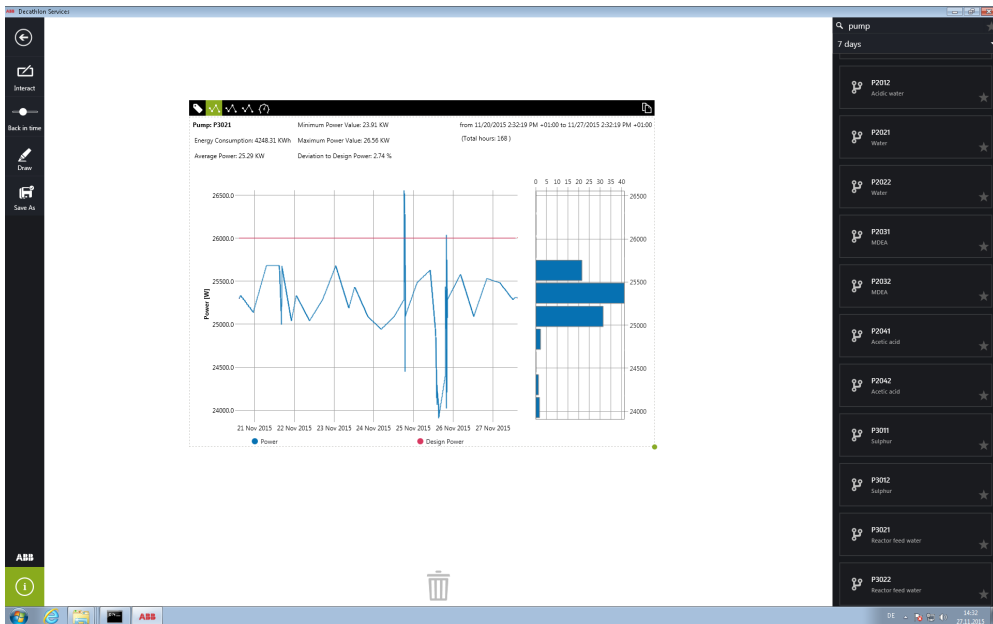 ABB Decathlon Services
Interact
Back in time
Draw
Save As
ABB
Pump: P3021
Minimum Power Value: 23.91 KW
from 11/20/2015 2:32:19 PM +01:00 to 11/27/2015 2:32:19 PM +01:00
Energy Consumption: 4248.31 KWh
Maximum Power Value: 26.56 KW
(Total hours: 168 )
Average Power: 25.29 KW
Deviation to Design Power: 2.74 %
Power [W]
26500.0
26000.0
25500.0
25000.0
24500.0
24000.0
21 Nov 2015 22 Nov 2015 23 Nov 2015 24 Nov 2015 25 Nov 2015 26 Nov 2015 27 Nov 2015
Power
Design Power
0 5 10 15 20 25 30 35 40
26500
26000
25500
25000
24500
24000
pump
7 days
P2012
Acidic water
P2021
Water
P2022
Water
P2031
MDEA
P2032
MDEA
P2041
Acetic acid
P2042
Acetic acid
P3011
Sulphur
P3012
Sulphur
P3021
Reactor feed water
P3022
Reactor feed water
ABB
DE
14:32
27.11.2015